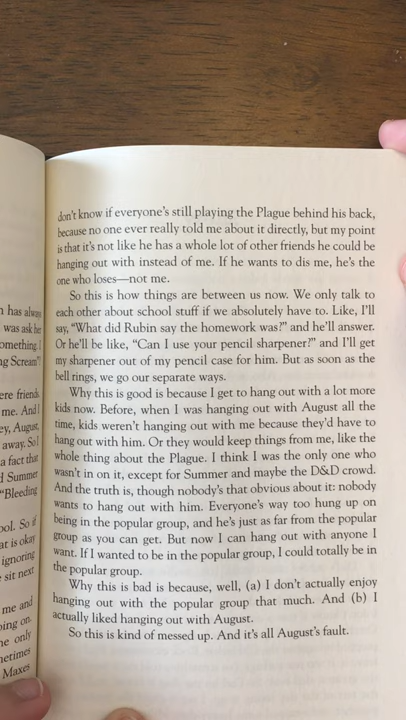 n has always
was ask he
omething. I
ng Scream"?
ere friends
me. And I
ey, August,
away. So I
a fact that
d Summer
"Bleeding
ool. So if
at is okay
ignoring
sit next
me and
ping on.
he only
netimes
Maxes
don't know if everyone's still playing the Plague behind his back,
because no one ever really told me about it directly, but my point
is that it's not like he has a whole lot of other friends he could be
hanging out with instead of me. If he wants to dis me, he's the
one who loses—not me.
So this is how things are between us now. We only talk to
each other about school stuff if we absolutely have to. Like, I'll
say, "What did Rubin say the homework was?" and he'll answer.
Or he'll be like, "Can I use your pencil sharpener?" and I'll get
my sharpener out of my pencil case for him. But as soon as the
bell rings, we go our separate ways.
Why this is good is because I get to hang out with a lot more
kids now. Before, when I was hanging out with August all the
time, kids weren't hanging out with me because they'd have to
hang out with him. Or they would keep things from me, like the
whole thing about the Plague. I think I was the only one who
wasn't in on it, except for Summer and maybe the D&D crowd.
And the truth is, though nobody's that obvious about it: nobody
wants to hang out with him. Everyone's way too hung up on
being in the popular group, and he's just as far from the popular
group as you can get. But now I can hang out with anyone I
want. If I wanted to be in the popular group, I could totally be in
the popular group.
Why this is bad is because, well, (a) I don't actually enjoy
hanging out with the popular group that much. And (b) I
actually liked hanging out with August.
So this is kind of messed up. And it's all August's fault.